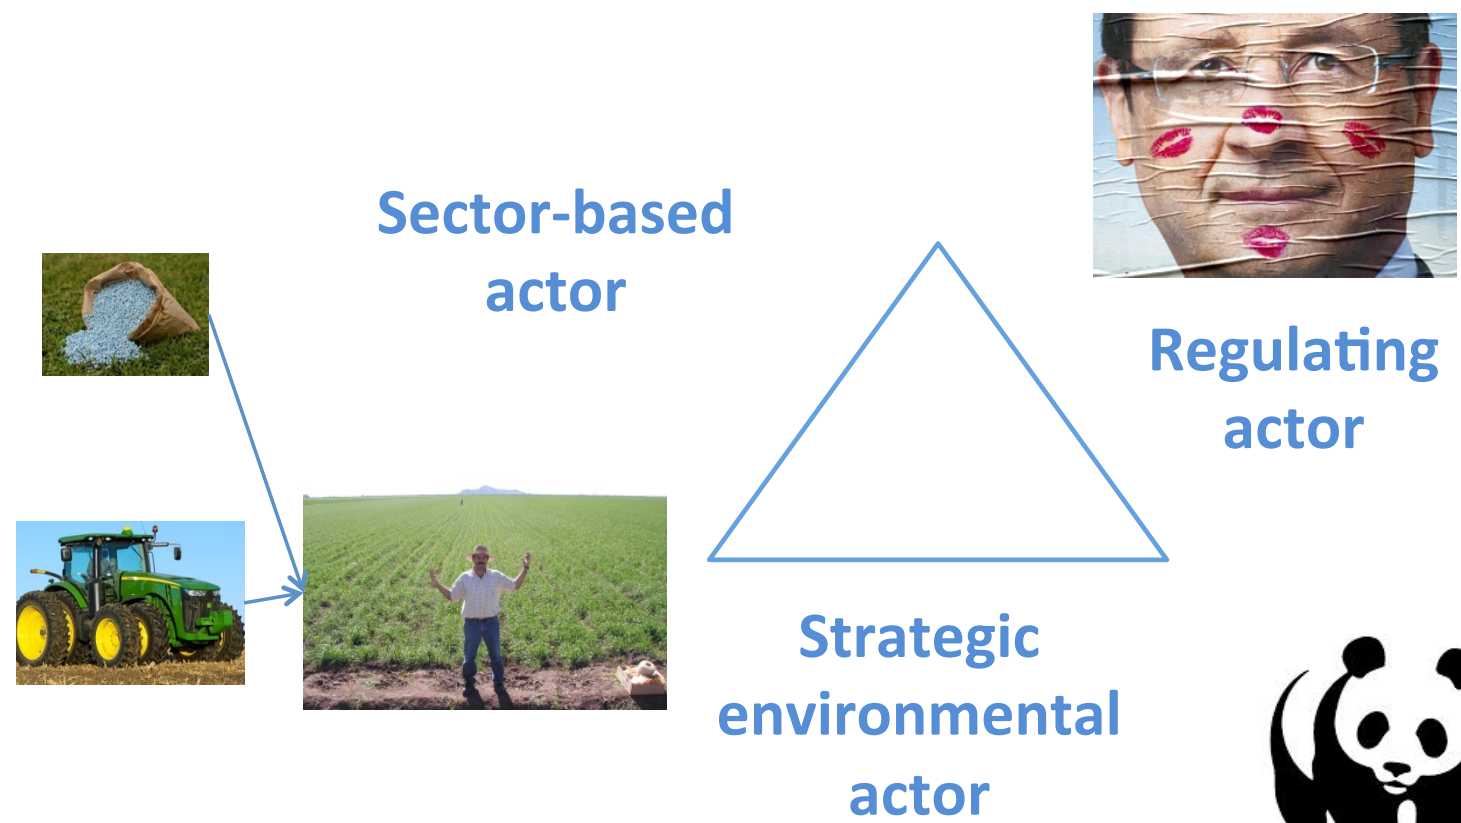 Sector-based
actor
Regulating
actor
Strategic
environmental
actor